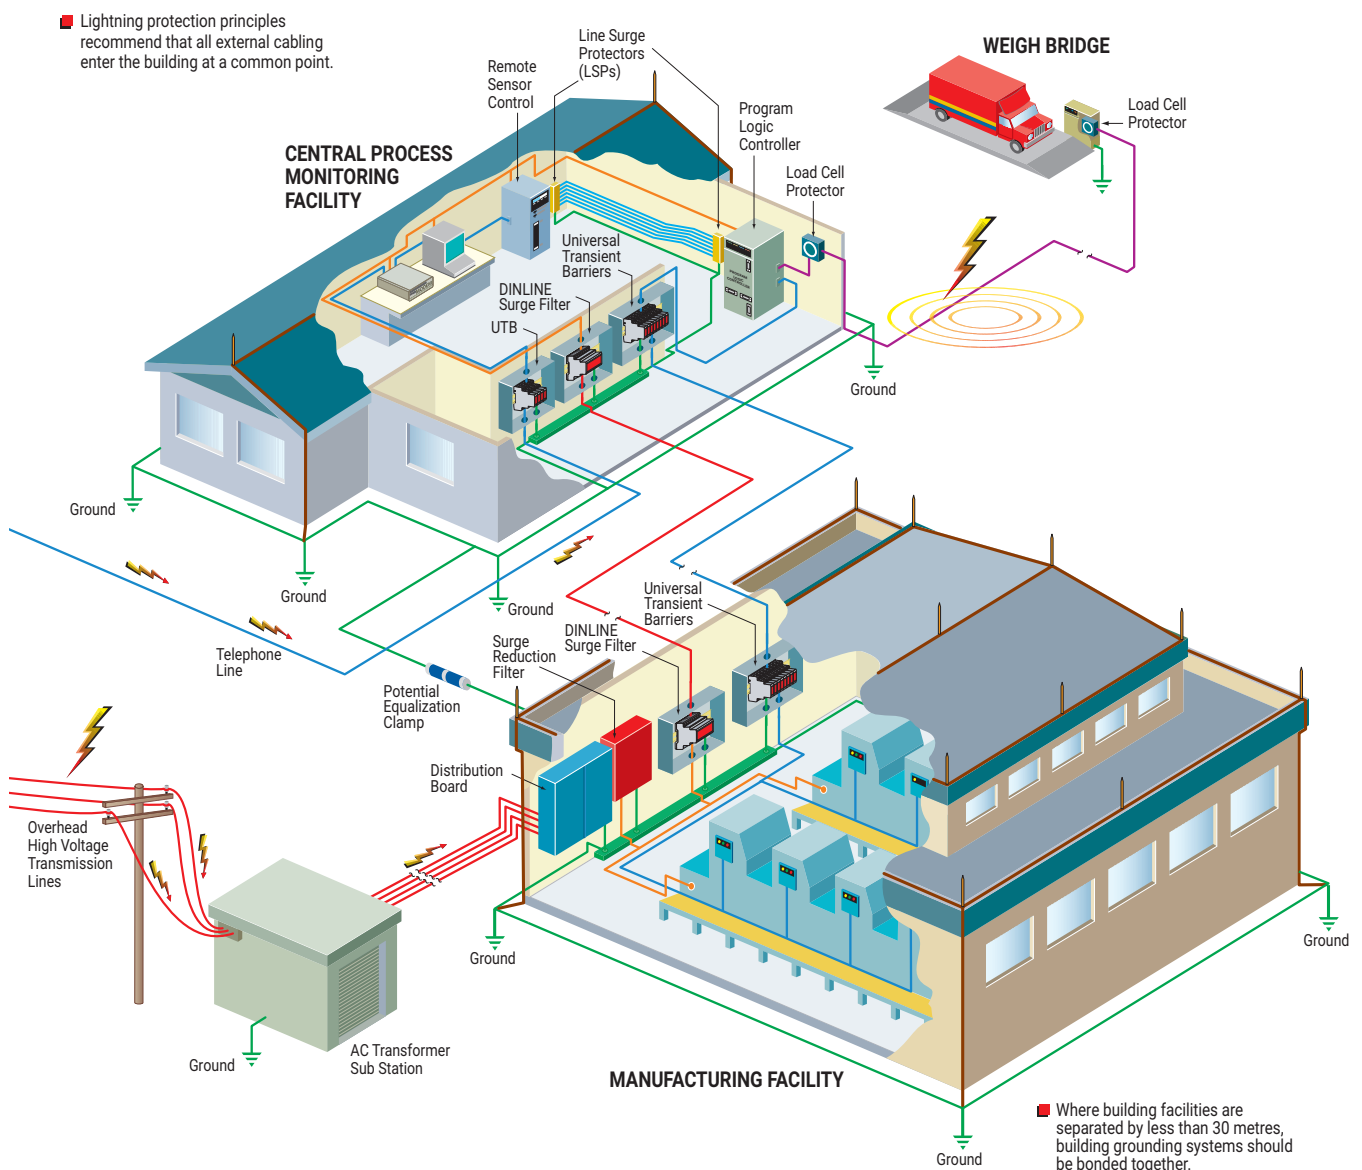 Lightning protection principles
recommend that all external cabling
enter the building at a common point.
Line Surge
Protectors
(LSPs)
WEIGH BRIDGE
Remote
Sensor
Control
Program
Logic
Controller
Load Cell
Protector
CENTRAL PROCESS
MONITORING
FACILITY
Load Cell
Protector
Universal
Transient
Barriers
DINLINE
Surge Filter
UTB
Ground
Ground
Ground
Ground
Telephone
Line
Universal
Transient
Barriers
DINLINE
Surge Filter
Surge
Reduction
Filter
Potential
Equalization
Clamp
Distribution
Board
Overhead
High Voltage
Transmission
Lines
Ground
Ground
Ground
AC Transformer
Sub Station
MANUFACTURING FACILITY
Where building facilities are
separated by less than 30 metres,
building grounding systems should
be bonded together.
Ground